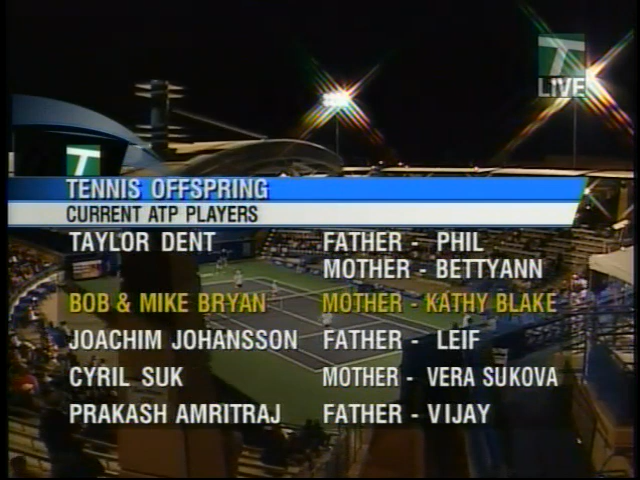 T
LIVE
T
TENNIS OFFSPRING
CURRENT ATP PLAYERS
TAYLOR DENT FATHER - PHIL
MOTHER - BETTYANN
BOB & MIKE BRYAN MOTHER - KATHY BLAKE
JOACHIM JOHANSSON FATHER - LEIF
CYRIL SUK MOTHER - VERA SUKOVA
PRAKASH AMRITRAJ FATHER - VIJAY